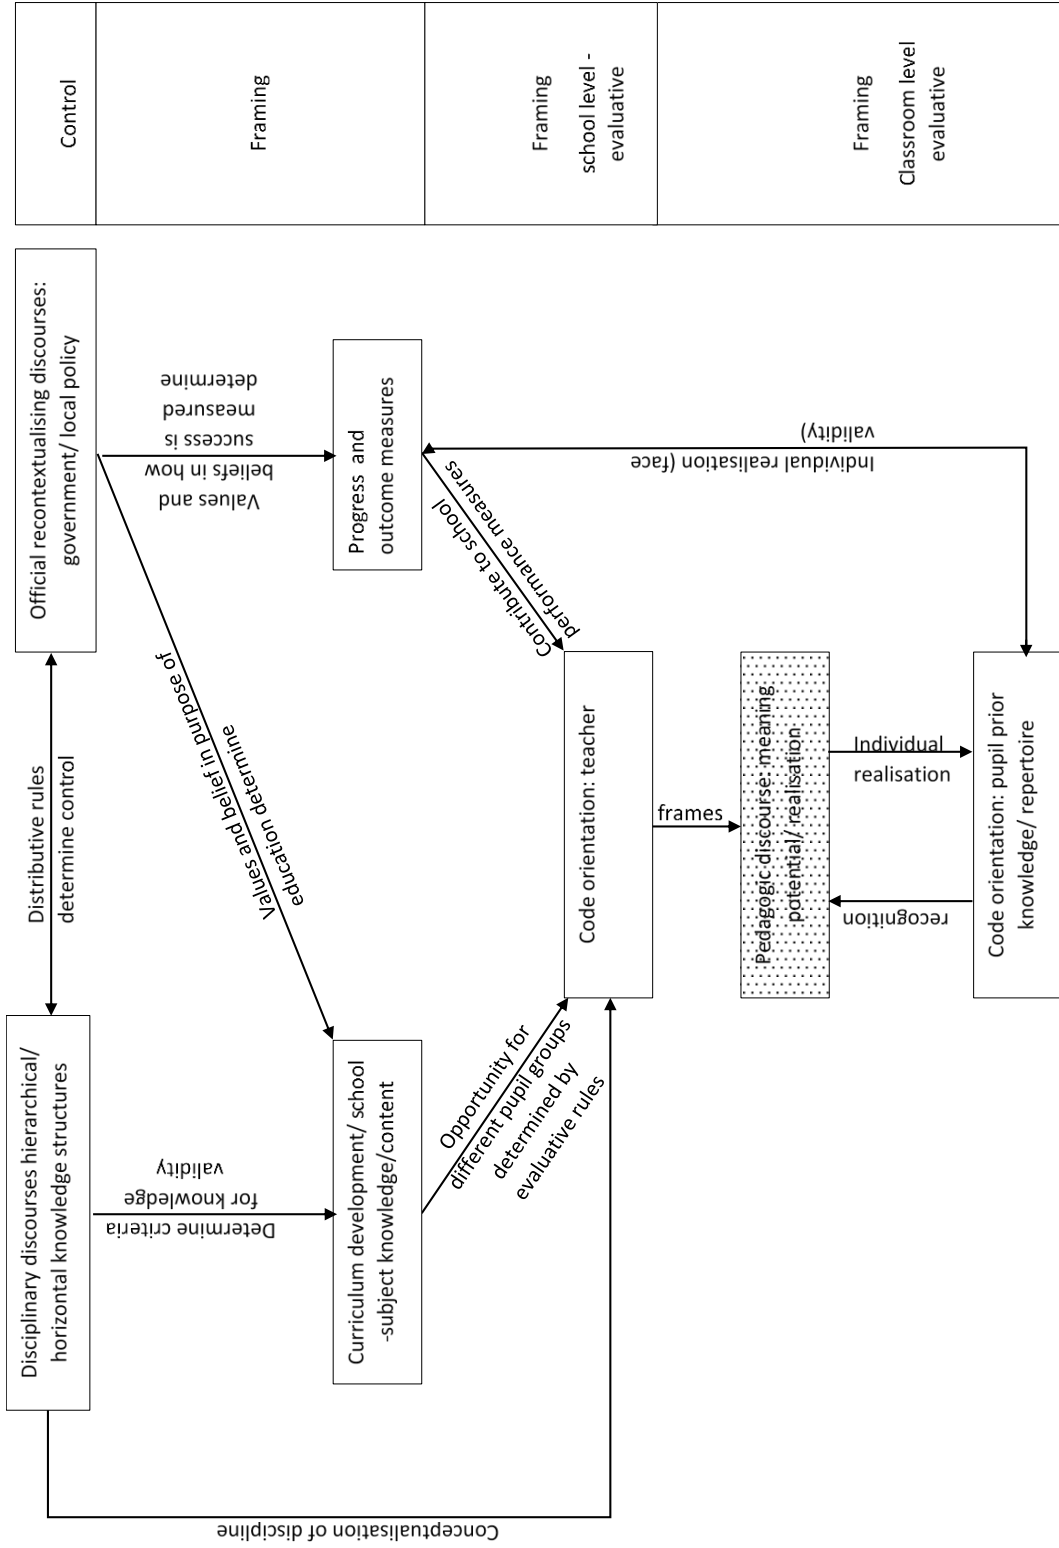 Disciplinary discourses hierarchical/
horizontal knowledge structures
Distributive rules
determine control
Official recontextualising discourses:
government/ local policy
Control
Determine criteria
for knowledge
validity
Values and belief in purpose of
education determine
Values and
beliefs in how
success is
measured
determine
Framing
Curriculum development/ school
-subject knowledge/content
Progress and
outcome measures
Conceptualisation of discipline
Opportunity for
different pupil groups
determined by
evaluative rules
Contribute to school
performance measures
Framing
school level -
evaluative
Code orientation: teacher
frames
Individual realisation (face
validity)
Pedagogic discourse: meaning
potential/ realisation
Framing
Classroom level
evaluative
recognition
Individual
realisation
Code orientation: pupil prior
knowledge/ repertoire